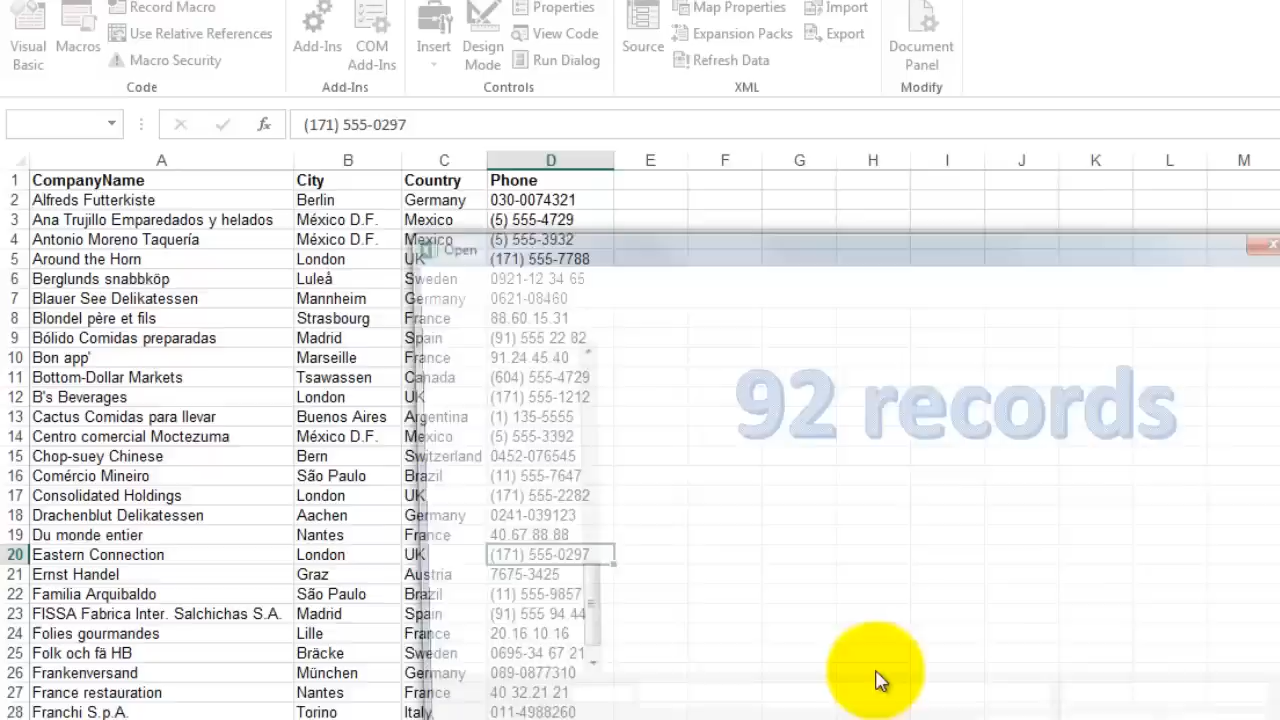 Record Macro
Use Relative References
Macro Security
Visual Basic
Macros
Code
Add-Ins
COM Add-Ins
Add-Ins
Insert
Design Mode
Properties
View Code
Run Dialog
Controls
Source
Map Properties
Expansion Packs
Refresh Data
Import
Export
XML
Document Panel
Modify
fx (171) 555-0297
A B C D E F G H I J K L M
1 CompanyName City Country Phone
2 Alfreds Futterkiste Berlin Germany 030-0074321
3 Ana Trujillo Emparedados y helados México D.F. Mexico (5) 555-4729
4 Antonio Moreno Taquería México D.F. Mexico (5) 555-3932
Open
5 Around the Horn London UK (171) 555-7788
6 Berglunds snabbköp Luleå Sweden 0921-12 34 65
7 Blauer See Delikatessen Mannheim Germany 0621-08460
8 Blondel père et fils Strasbourg France 88.60.15.31
9 Bólido Comidas preparadas Madrid Spain (91) 555 22 82
10 Bon app' Marseille France 91.24.45.40
11 Bottom-Dollar Markets Tsawassen Canada (604) 555-4729
12 B's Beverages London UK (171) 555-1212
92 records
13 Cactus Comidas para llevar Buenos Aires Argentina (1) 135-5555
14 Centro comercial Moctezuma México D.F. Mexico (5) 555-3392
15 Chop-suey Chinese Bern Switzerland 0452-076545
16 Comércio Mineiro São Paulo Brazil (11) 555-7647
17 Consolidated Holdings London UK (171) 555-2282
18 Drachenblut Delikatessen Aachen Germany 0241-039123
19 Du monde entier Nantes France 40.67.88.88
20 Eastern Connection London UK (171) 555-0297
21 Ernst Handel Graz Austria 7675-3425
22 Familia Arquibaldo São Paulo Brazil (11) 555-9857
23 FISSA Fabrica Inter. Salchichas S.A. Madrid Spain (91) 555 94 44
24 Folies gourmandes Lille France 20.16.10.16
25 Folk och fä HB Bräcke Sweden 0695-34 67 21
26 Frankenversand München Germany 089-0877310
27 France restauration Nantes France 40.32.21.21
28 Franchi S.p.A. Torino Italy 011-4988260